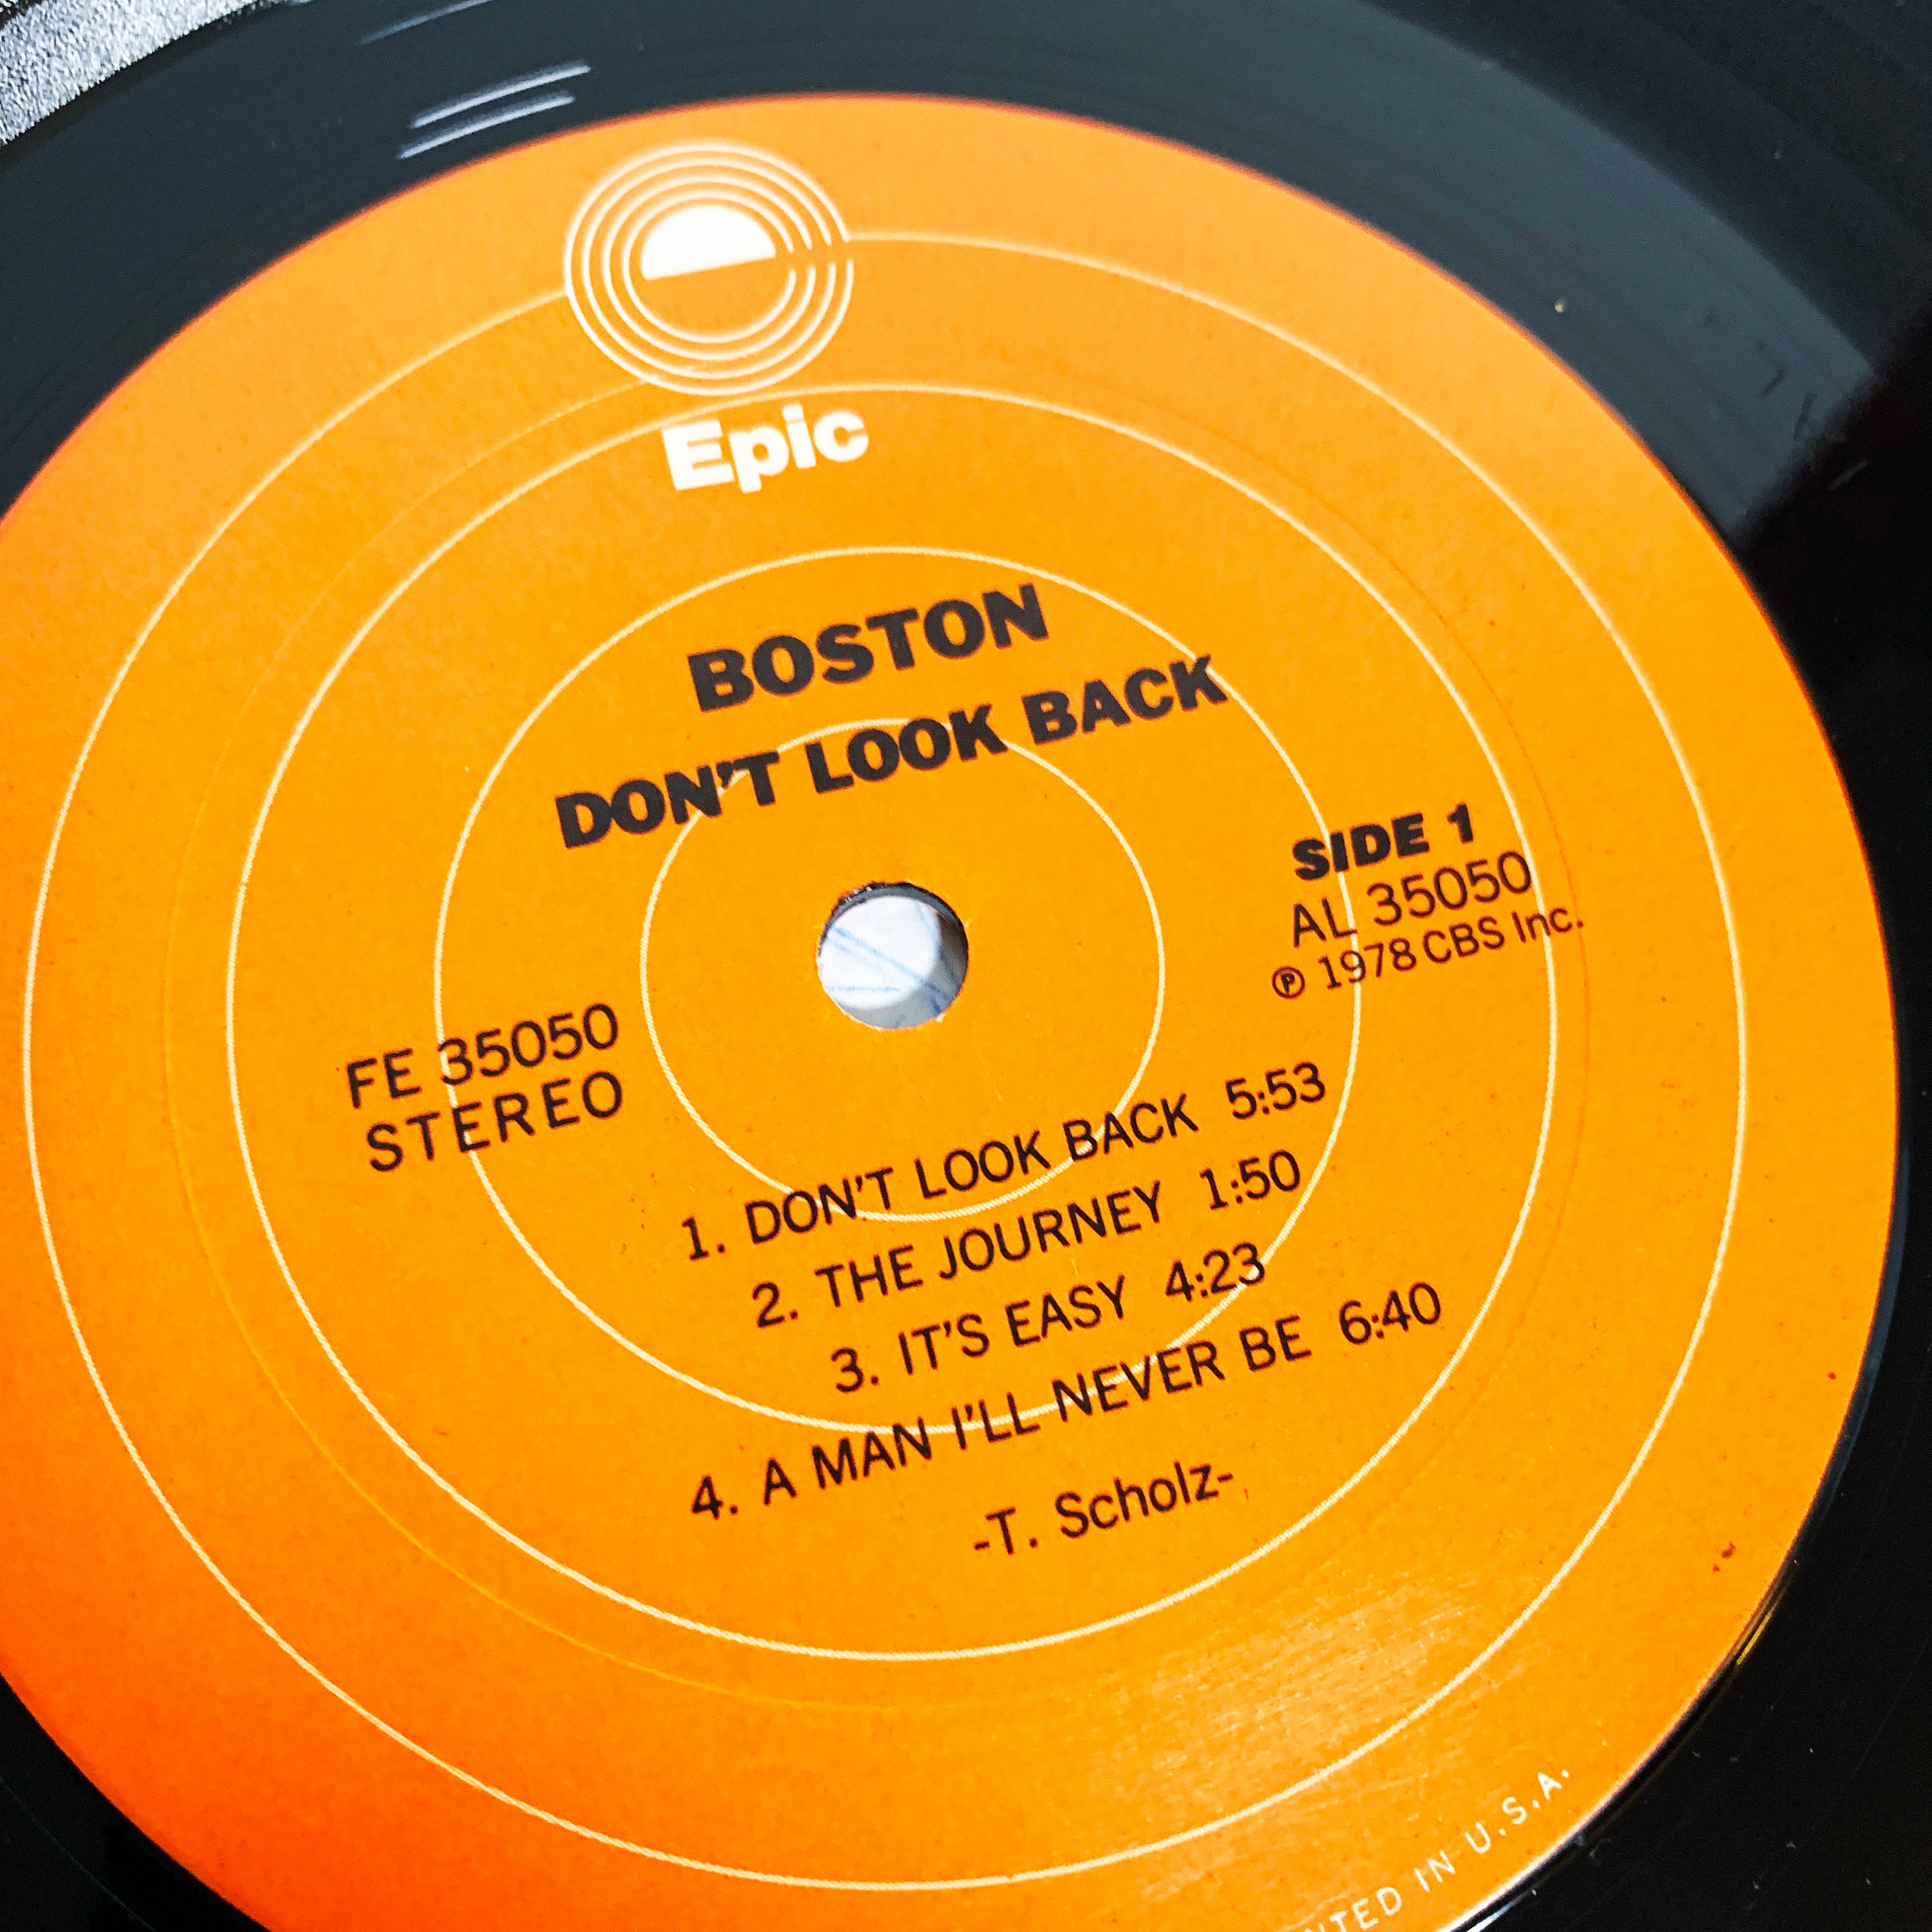 Epic
BOSTON
DON'T LOOK BACK
SIDE 1
AL 35050
℗ 1978 CBS Inc.
FE 35050
STEREO
1. DON'T LOOK BACK 5:53
2. THE JOURNEY 1:50
3. IT'S EASY 4:23
4. A MAN I'LL NEVER BE 6:40
-T. Scholz-
IN U.S.A.